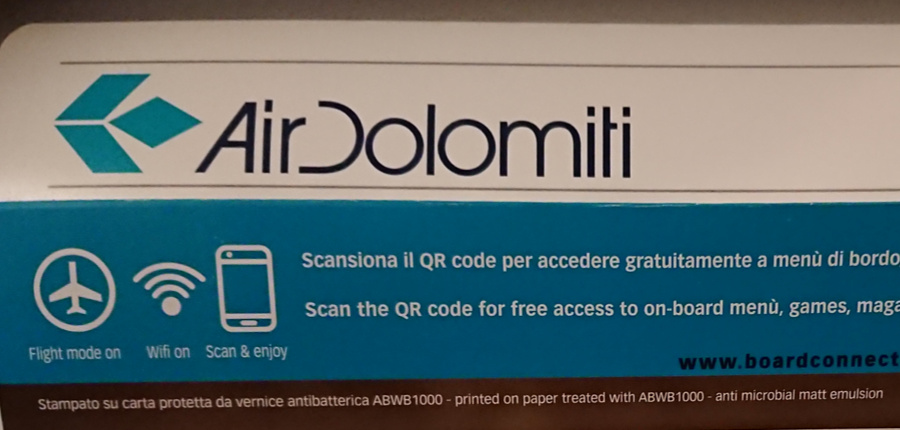 AirDolomiti
Scansiona il QR code per accedere gratuitamente a menù di bordo
Scan the QR code for free access to on-board menù, games,
Flight mode on Wifi on Scan & enjoy
www.boardconnect
Stampato su carta protetta da vernice antibatterica ABWB1000 - printed on paper treated with ABWB1000 - anti microbial matt emulsion